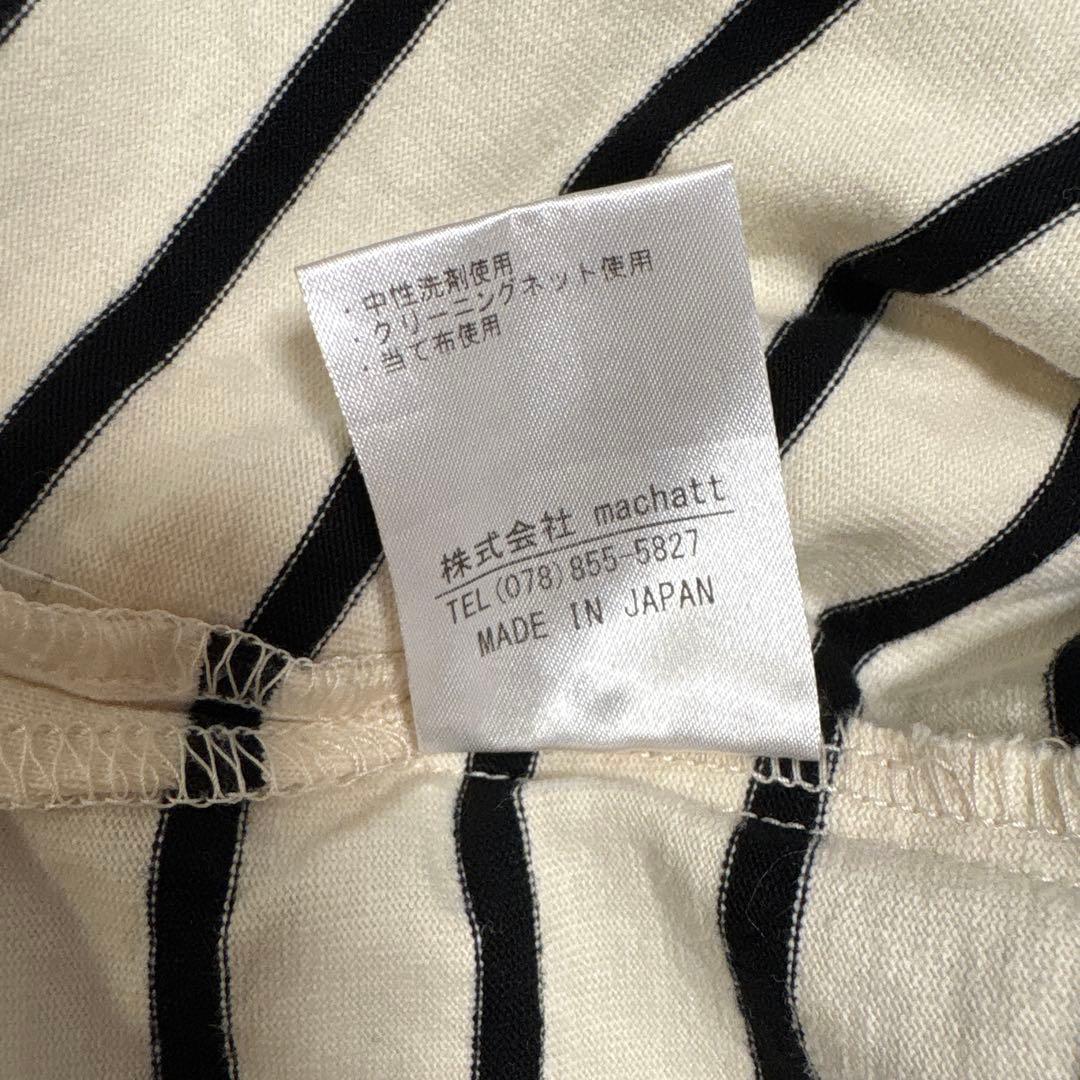 ・中性洗剤使用
・クリーニングネット使用
・当て布使用
株式会社 machatt
TEL(078)855-5827
MADE IN JAPAN